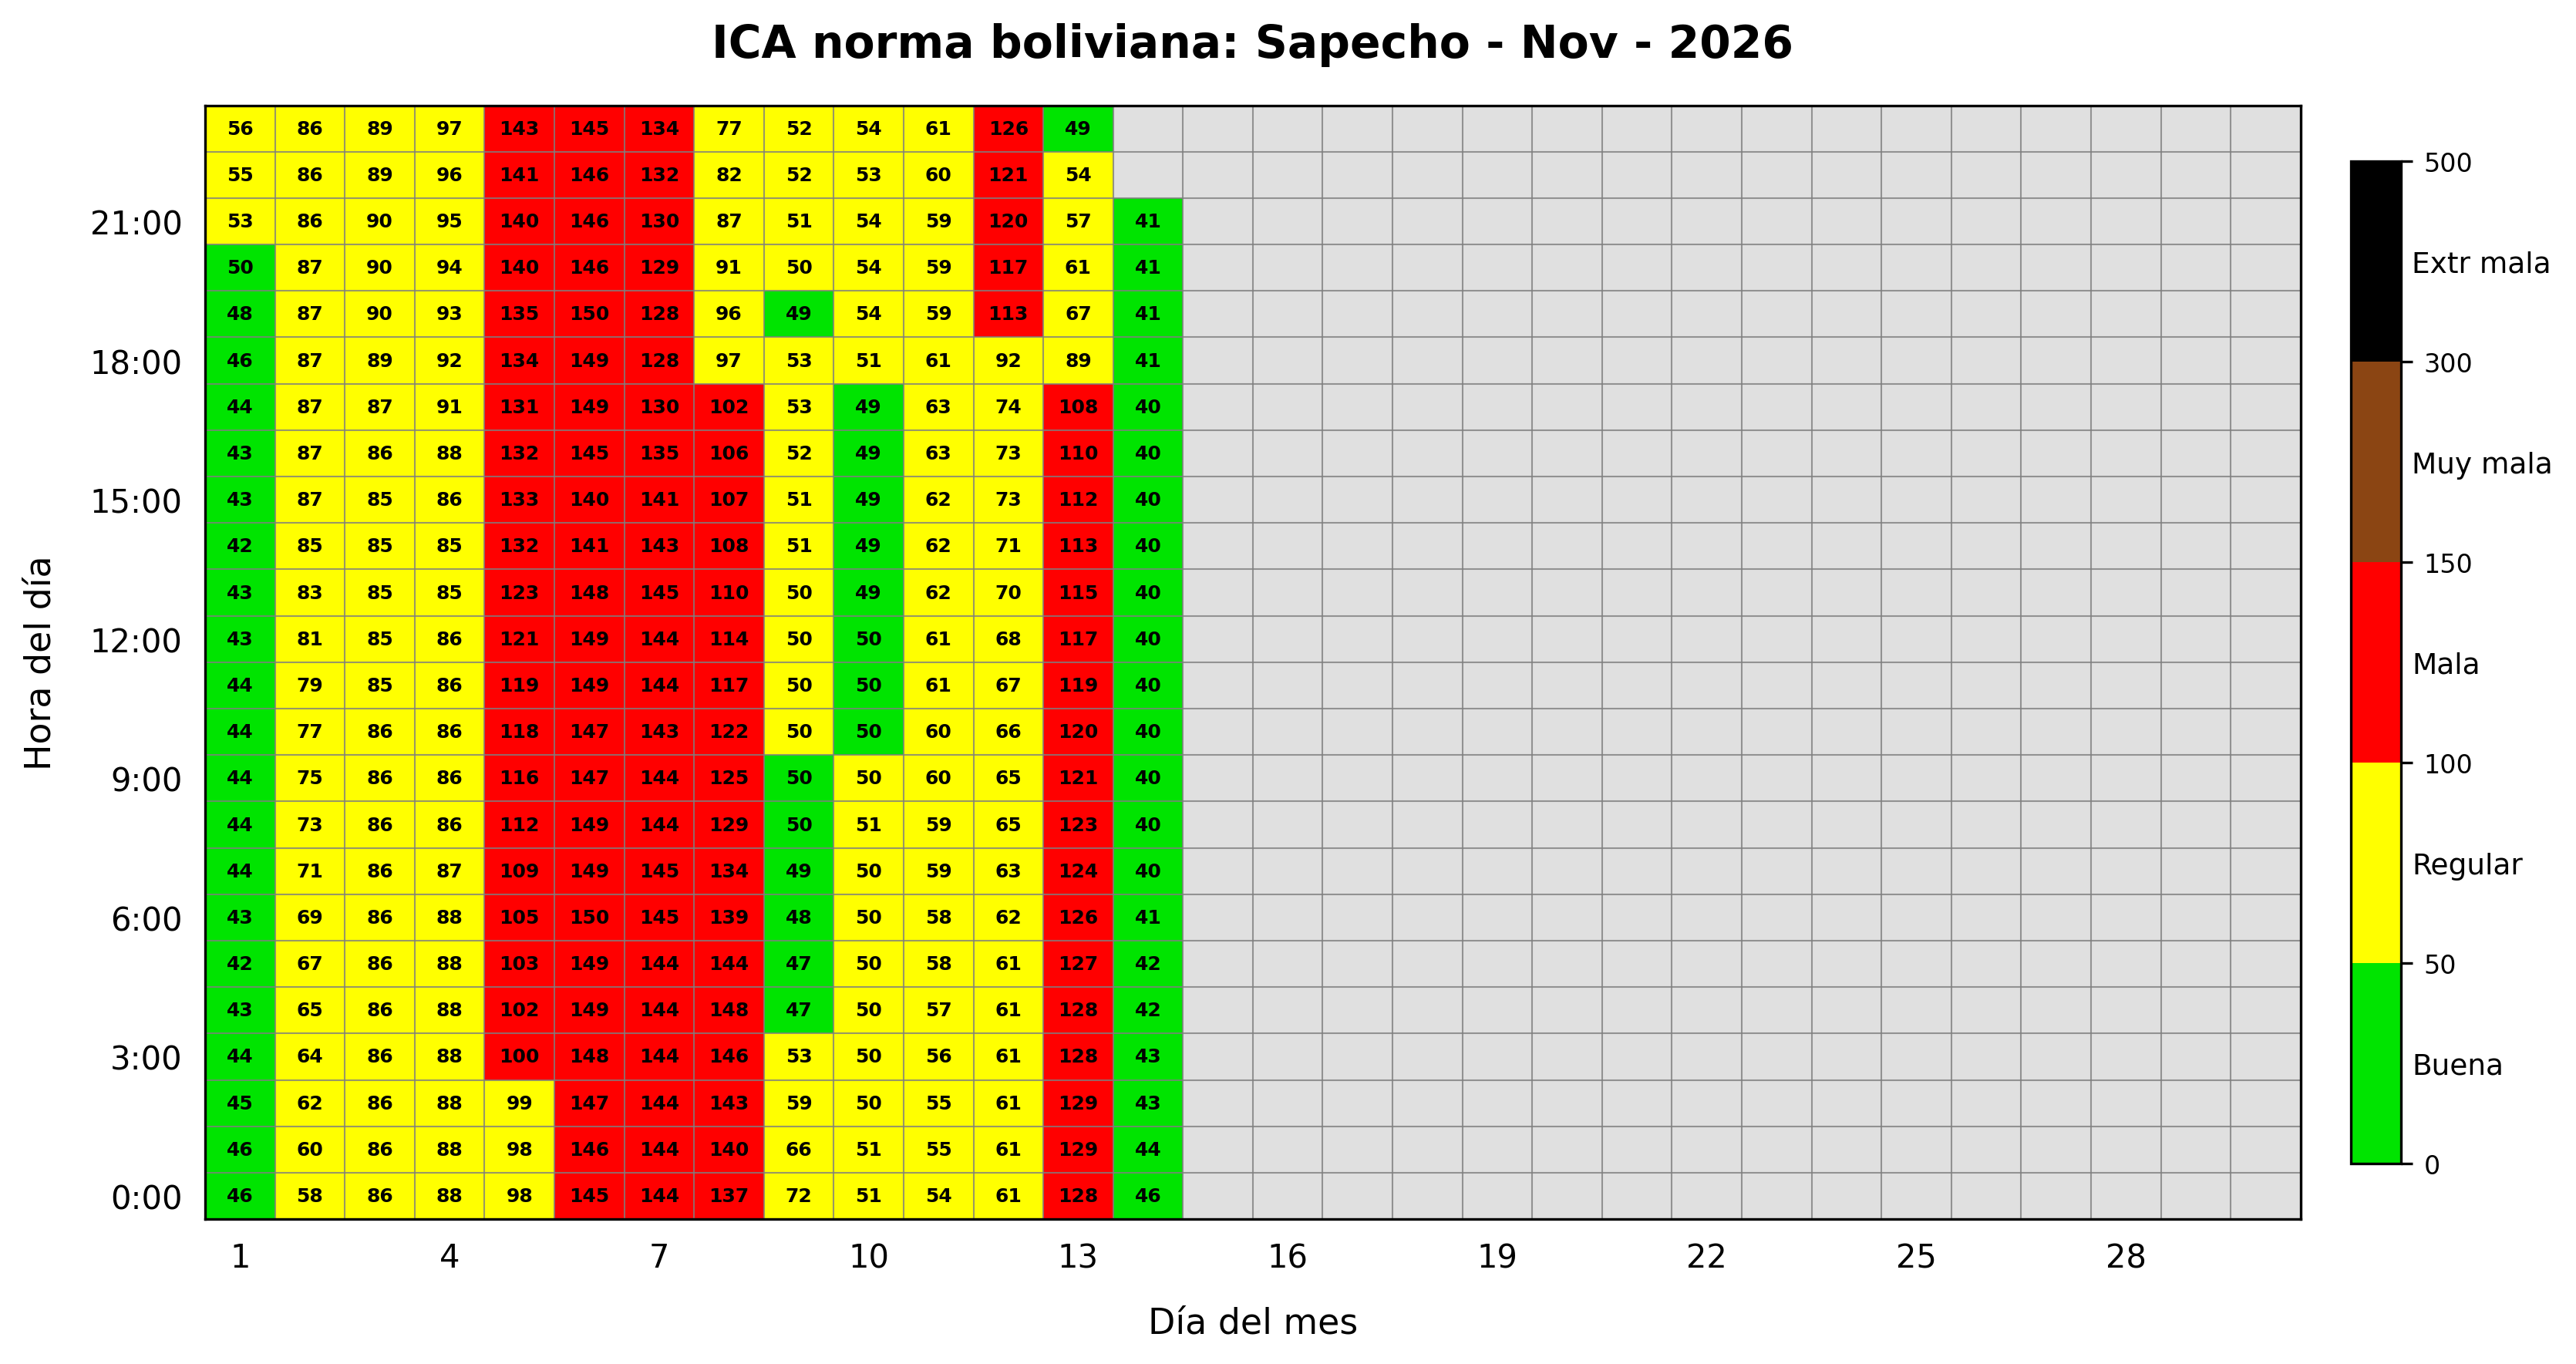 ICA norma boliviana: Sapecho - Nov - 2026
56 86 89 97 143 145 134 77 52 54 61 126 49
55 86 89 96 141 146 132 82 52 53 60 121 54
21:00 53 86 90 95 140 146 130 87 51 54 59 120 57 41
50 87 90 94 140 146 129 91 50 54 59 117 61 41
48 87 90 93 135 150 128 96 49 54 59 113 67 41
18:00 46 87 89 92 134 149 128 97 53 51 61 92 89 41
44 87 87 91 131 149 130 102 53 49 63 74 108 40
43 87 86 88 132 145 135 106 52 49 63 73 110 40
15:00 43 87 85 86 133 140 141 107 51 49 62 73 112 40
42 85 85 85 132 141 143 108 51 49 62 71 113 40
43 83 85 85 123 148 145 110 50 49 62 70 115 40
12:00 43 81 85 86 121 149 144 114 50 50 61 68 117 40
44 79 85 86 119 149 144 117 50 50 61 67 119 40
44 77 86 86 118 147 143 122 50 50 60 66 120 40
9:00 44 75 86 86 116 147 144 125 50 50 60 65 121 40
44 73 86 86 112 149 144 129 50 51 59 65 123 40
44 71 86 87 109 149 145 134 49 50 59 63 124 40
6:00 43 69 86 88 105 150 145 139 48 50 58 62 126 41
42 67 86 88 103 149 144 144 47 50 58 61 127 42
43 65 86 88 102 149 144 148 47 50 57 61 128 42
3:00 44 64 86 88 100 148 144 146 53 50 56 61 128 43
45 62 86 88 99 147 144 143 59 50 55 61 129 43
46 60 86 88 98 146 144 140 66 51 55 61 129 44
0:00 46 58 86 88 98 145 144 137 72 51 54 61 128 46
1 4 7 10 13 16 19 22 25 28
Día del mes
Hora del día
500
Extr mala
300
Muy mala
150
Mala
100
Regular
50
Buena
0